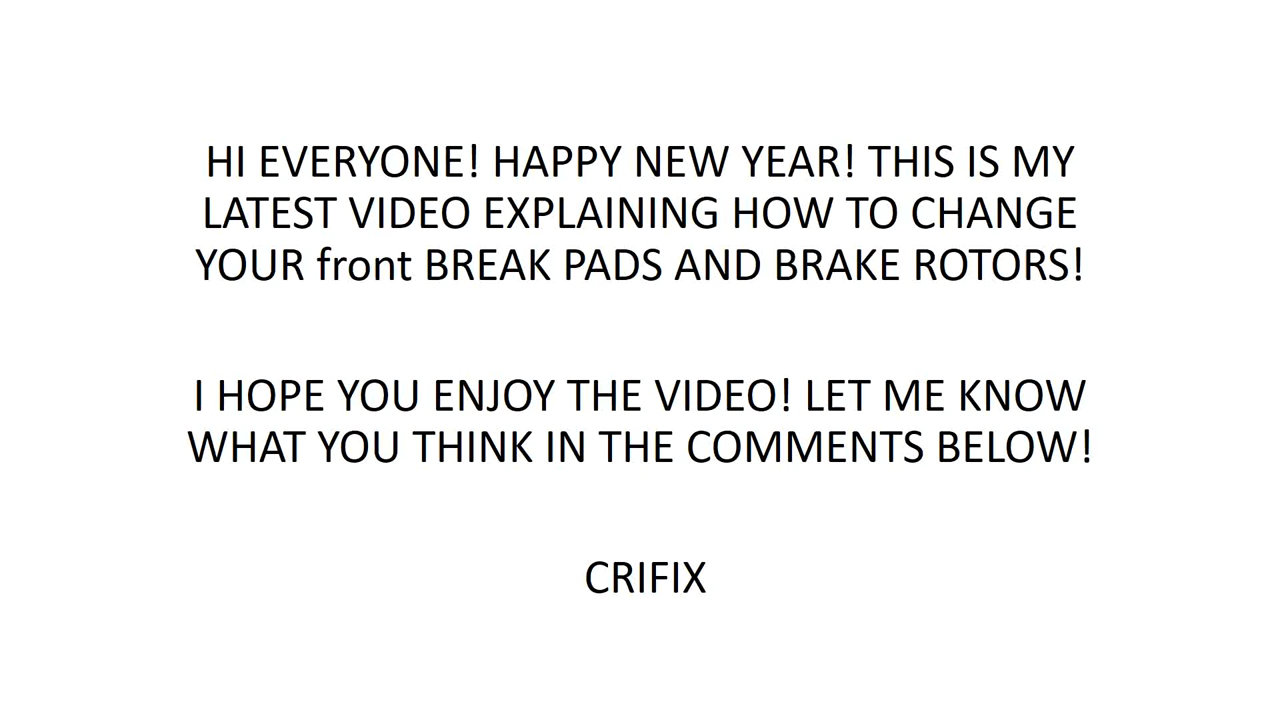 HI EVERYONE! HAPPY NEW YEAR! THIS IS MY
LATEST VIDEO EXPLAINING HOW TO CHANGE
YOUR front BREAK PADS AND BRAKE ROTORS!
I HOPE YOU ENJOY THE VIDEO! LET ME KNOW
WHAT YOU THINK IN THE COMMENTS BELOW!
CRIFIX